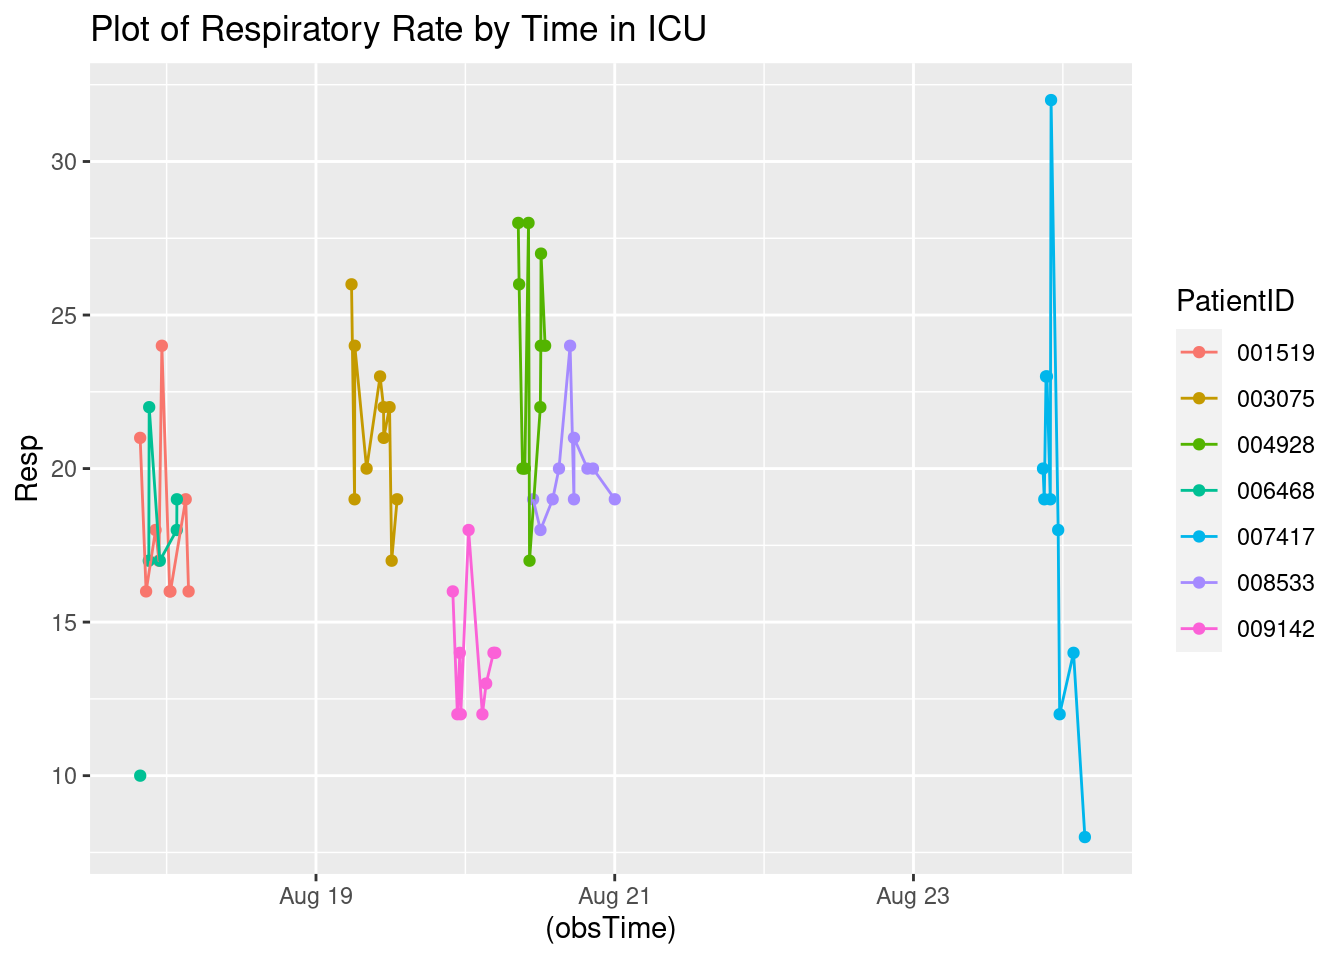 Plot of Respiratory Rate by Time in ICU
30
25
20
15
10
Resp
Aug 19
Aug 21
Aug 23
(obsTime)
PatientID
001519
003075
004928
006468
007417
008533
009142